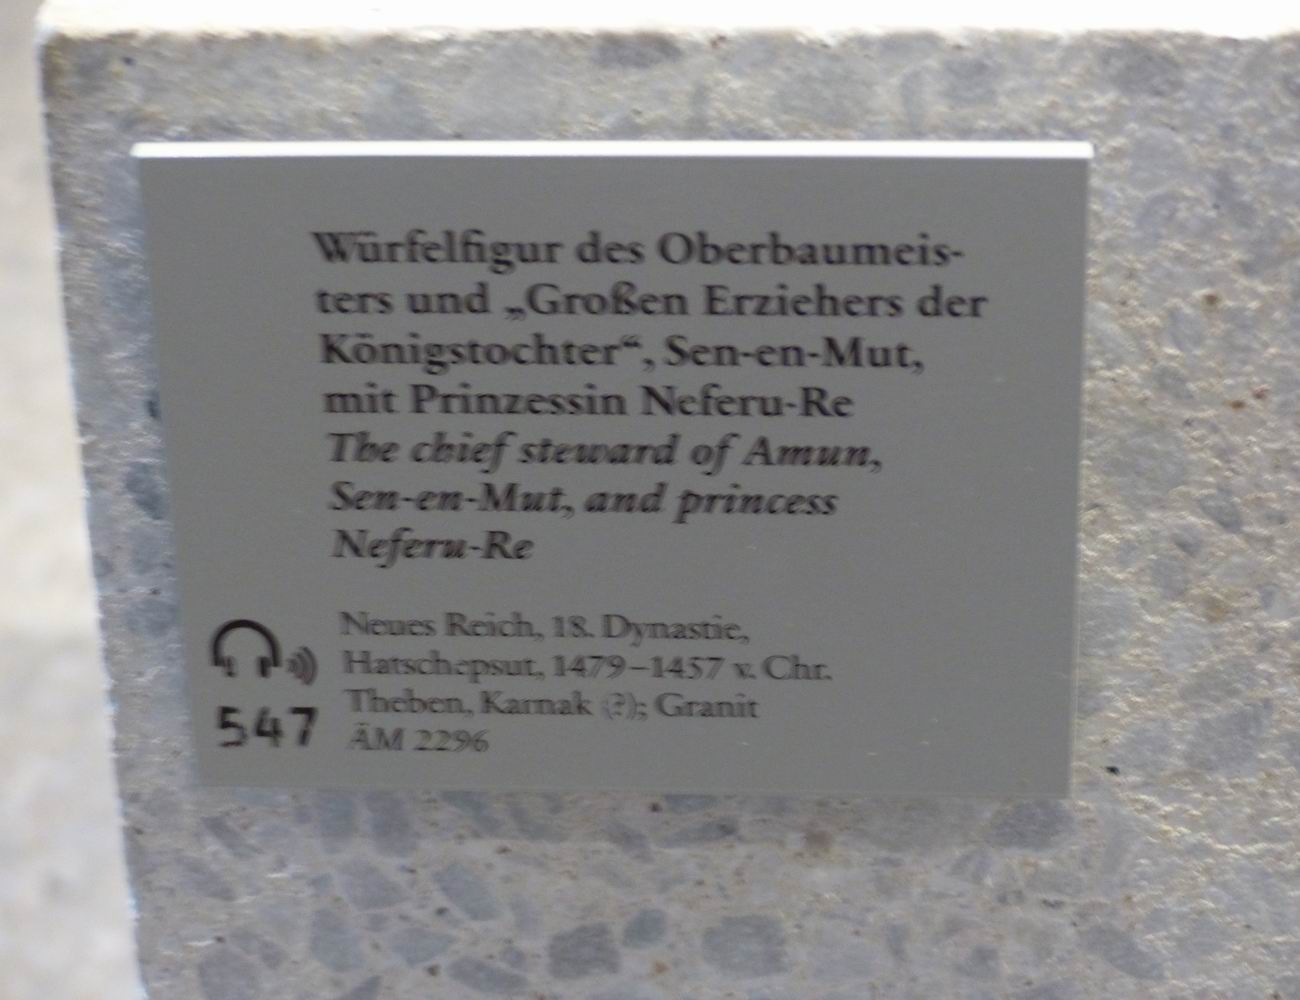 Würfelfigur des Oberbaumeis-
ters und „Großen Erziehers der
Königstochter“, Sen-en-Mut,
mit Prinzessin Neferu-Re
The chief steward of Amun,
Sen-en-Mut, and princess
Neferu-Re
Neues Reich, 18. Dynastie,
Hatschepsut, 1479–1457 v. Chr.
Theben, Karnak (?); Granit
ÄM 2296
547